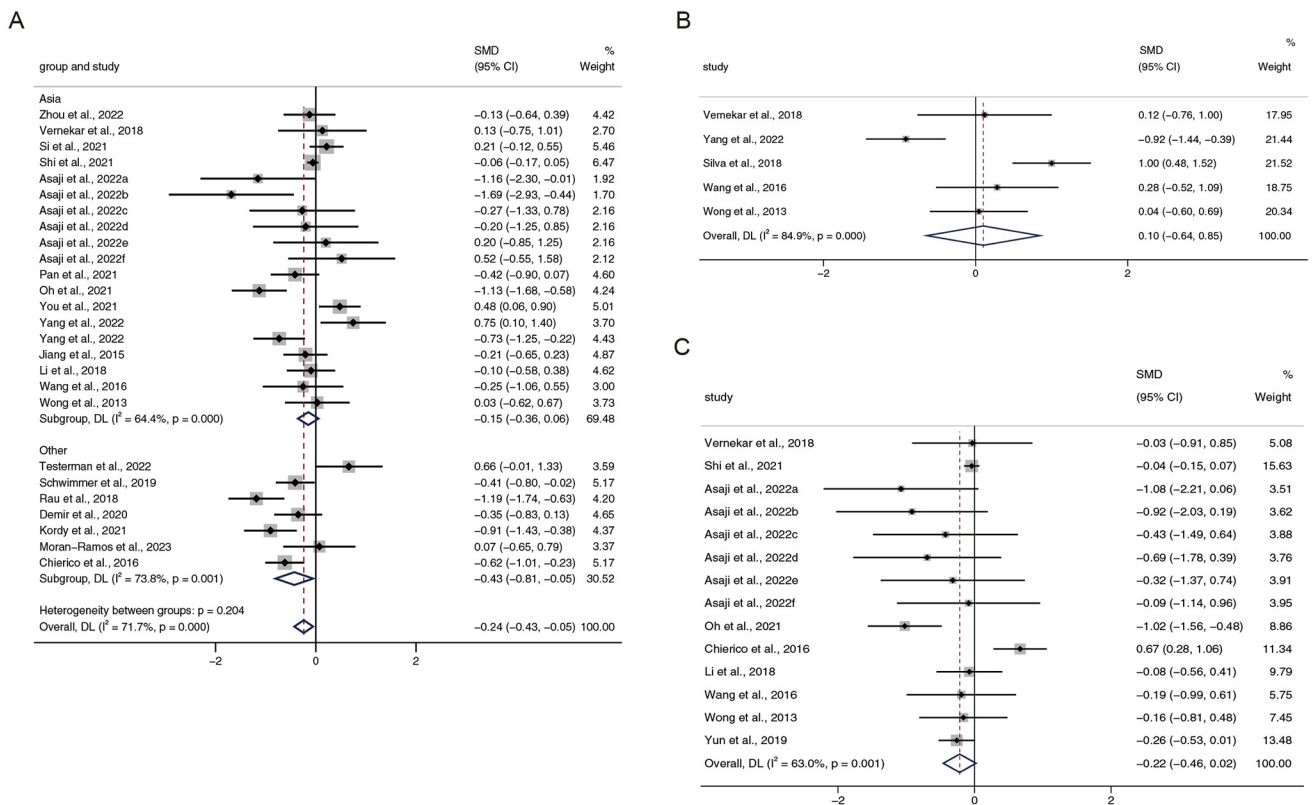 A
SMD %
group and study (95% CI) Weight
Asia
Zhou et al., 2022 −0.13 (−0.64, 0.39) 4.42
Vernekar et al., 2018 0.13 (−0.75, 1.01) 2.70
Si et al., 2021 0.21 (−0.12, 0.55) 5.46
Shi et al., 2021 −0.06 (−0.17, 0.05) 6.47
Asaji et al., 2022a −1.16 (−2.30, −0.01) 1.92
Asaji et al., 2022b −1.69 (−2.93, −0.44) 1.70
Asaji et al., 2022c −0.27 (−1.33, 0.78) 2.16
Asaji et al., 2022d −0.20 (−1.25, 0.85) 2.16
Asaji et al., 2022e 0.20 (−0.85, 1.25) 2.16
Asaji et al., 2022f 0.52 (−0.55, 1.58) 2.12
Pan et al., 2021 −0.42 (−0.90, 0.07) 4.60
Oh et al., 2021 −1.13 (−1.68, −0.58) 4.24
You et al., 2021 0.48 (0.06, 0.90) 5.01
Yang et al., 2022 0.75 (0.10, 1.40) 3.70
Yang et al., 2022 −0.73 (−1.25, −0.22) 4.43
Jiang et al., 2015 −0.21 (−0.65, 0.23) 4.87
Li et al., 2018 −0.10 (−0.58, 0.38) 4.62
Wang et al., 2016 −0.25 (−1.06, 0.55) 3.00
Wong et al., 2013 0.03 (−0.62, 0.67) 3.73
Subgroup, DL (I² = 64.4%, p = 0.000) −0.15 (−0.36, 0.06) 69.48
Other
Testerman et al., 2022 0.66 (−0.01, 1.33) 3.59
Schwimmer et al., 2019 −0.41 (−0.80, −0.02) 5.17
Rau et al., 2018 −1.19 (−1.74, −0.63) 4.20
Demir et al., 2020 −0.35 (−0.83, 0.13) 4.65
Kordy et al., 2021 −0.91 (−1.43, −0.38) 4.37
Moran−Ramos et al., 2023 0.07 (−0.65, 0.79) 3.37
Chierico et al., 2016 −0.62 (−1.01, −0.23) 5.17
Subgroup, DL (I² = 73.8%, p = 0.001) −0.43 (−0.81, −0.05) 30.52
Heterogeneity between groups: p = 0.204
Overall, DL (I² = 71.7%, p = 0.000) −0.24 (−0.43, −0.05) 100.00
−2 0 2
B
SMD %
study (95% CI) Weight
Vernekar et al., 2018 0.12 (−0.76, 1.00) 17.95
Yang et al., 2022 −0.92 (−1.44, −0.39) 21.44
Silva et al., 2018 1.00 (0.48, 1.52) 21.52
Wang et al., 2016 0.28 (−0.52, 1.09) 18.75
Wong et al., 2013 0.04 (−0.60, 0.69) 20.34
Overall, DL (I² = 84.9%, p = 0.000) 0.10 (−0.64, 0.85) 100.00
−2 0 2
C
SMD %
study (95% CI) Weight
Vernekar et al., 2018 −0.03 (−0.91, 0.85) 5.08
Shi et al., 2021 −0.04 (−0.15, 0.07) 15.63
Asaji et al., 2022a −1.08 (−2.21, 0.06) 3.51
Asaji et al., 2022b −0.92 (−2.03, 0.19) 3.62
Asaji et al., 2022c −0.43 (−1.49, 0.64) 3.88
Asaji et al., 2022d −0.69 (−1.78, 0.39) 3.76
Asaji et al., 2022e −0.32 (−1.37, 0.74) 3.91
Asaji et al., 2022f −0.09 (−1.14, 0.96) 3.95
Oh et al., 2021 −1.02 (−1.56, −0.48) 8.86
Chierico et al., 2016 0.67 (0.28, 1.06) 11.34
Li et al., 2018 −0.08 (−0.56, 0.41) 9.79
Wang et al., 2016 −0.19 (−0.99, 0.61) 5.75
Wong et al., 2013 −0.16 (−0.81, 0.48) 7.45
Yun et al., 2019 −0.26 (−0.53, 0.01) 13.48
Overall, DL (I² = 63.0%, p = 0.001) −0.22 (−0.46, 0.02) 100.00
−2 0 2